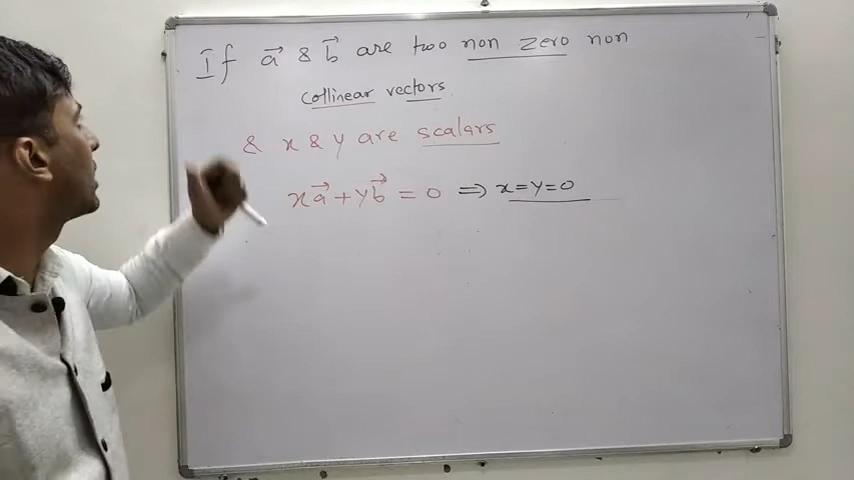 If a⃗ & b⃗ are two non zero non
collinear vectors
& x & y are scalars
xa⃗ + yb⃗ = 0 ⇒ x=y=0